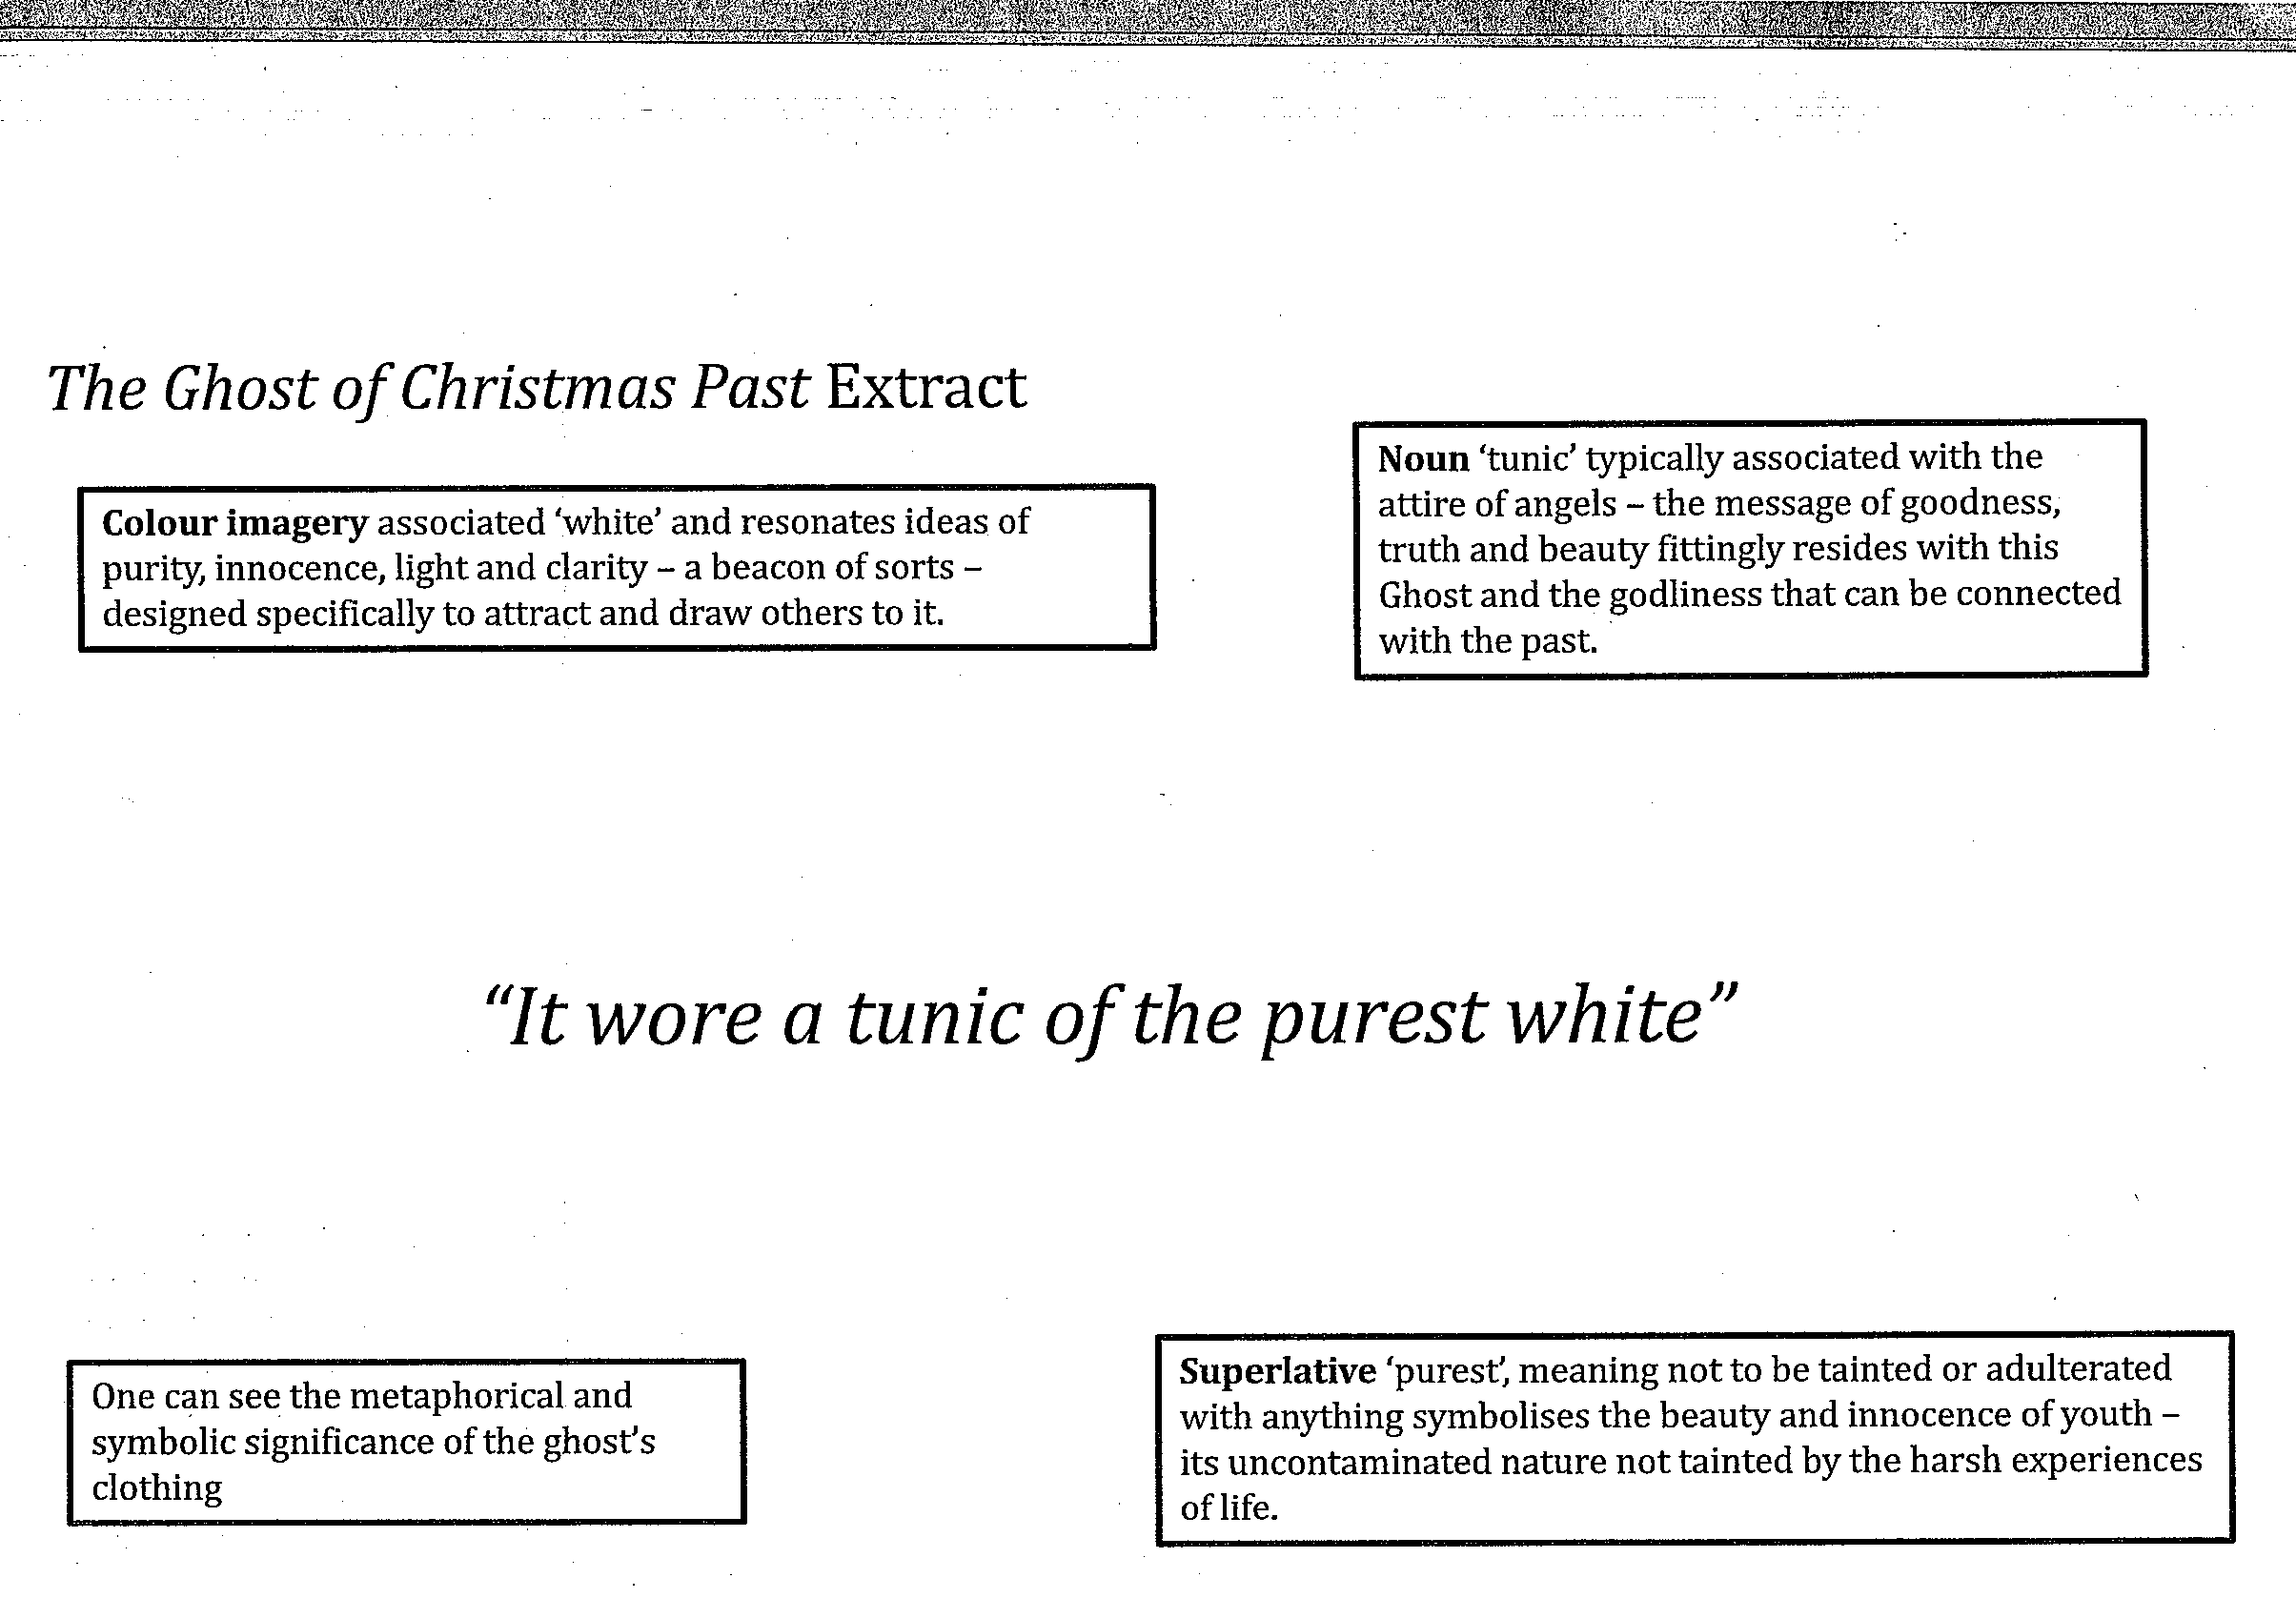 The Ghost of Christmas Past Extract
Colour imagery associated ‘white’ and resonates ideas of
purity, innocence, light and clarity – a beacon of sorts –
designed specifically to attract and draw others to it.
Noun ‘tunic’ typically associated with the
attire of angels – the message of goodness,
truth and beauty fittingly resides with this
Ghost and the godliness that can be connected
with the past.
“It wore a tunic of the purest white”
One can see the metaphorical and
symbolic significance of the ghost's
clothing
Superlative ‘purest’, meaning not to be tainted or adulterated
with anything symbolises the beauty and innocence of youth –
its uncontaminated nature not tainted by the harsh experiences
of life.